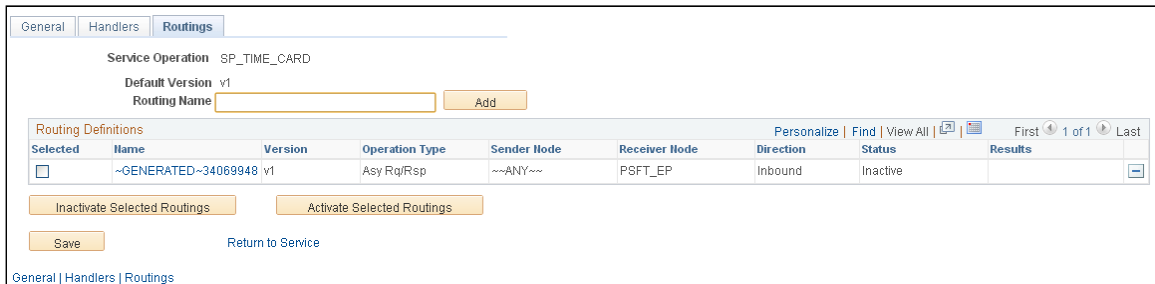 General Handlers Routings
Service Operation SP_TIME_CARD
Default Version v1
Routing Name Add
Routing Definitions Personalize | Find | View All | | First 1 of 1 Last
Selected Name Version Operation Type Sender Node Receiver Node Direction Status Results
~GENERATED~34069948 v1 Asy Rq/Rsp ~~ANY~~ PSFT_EP Inbound Inactive
Inactivate Selected Routings Activate Selected Routings
Save Return to Service
General | Handlers | Routings